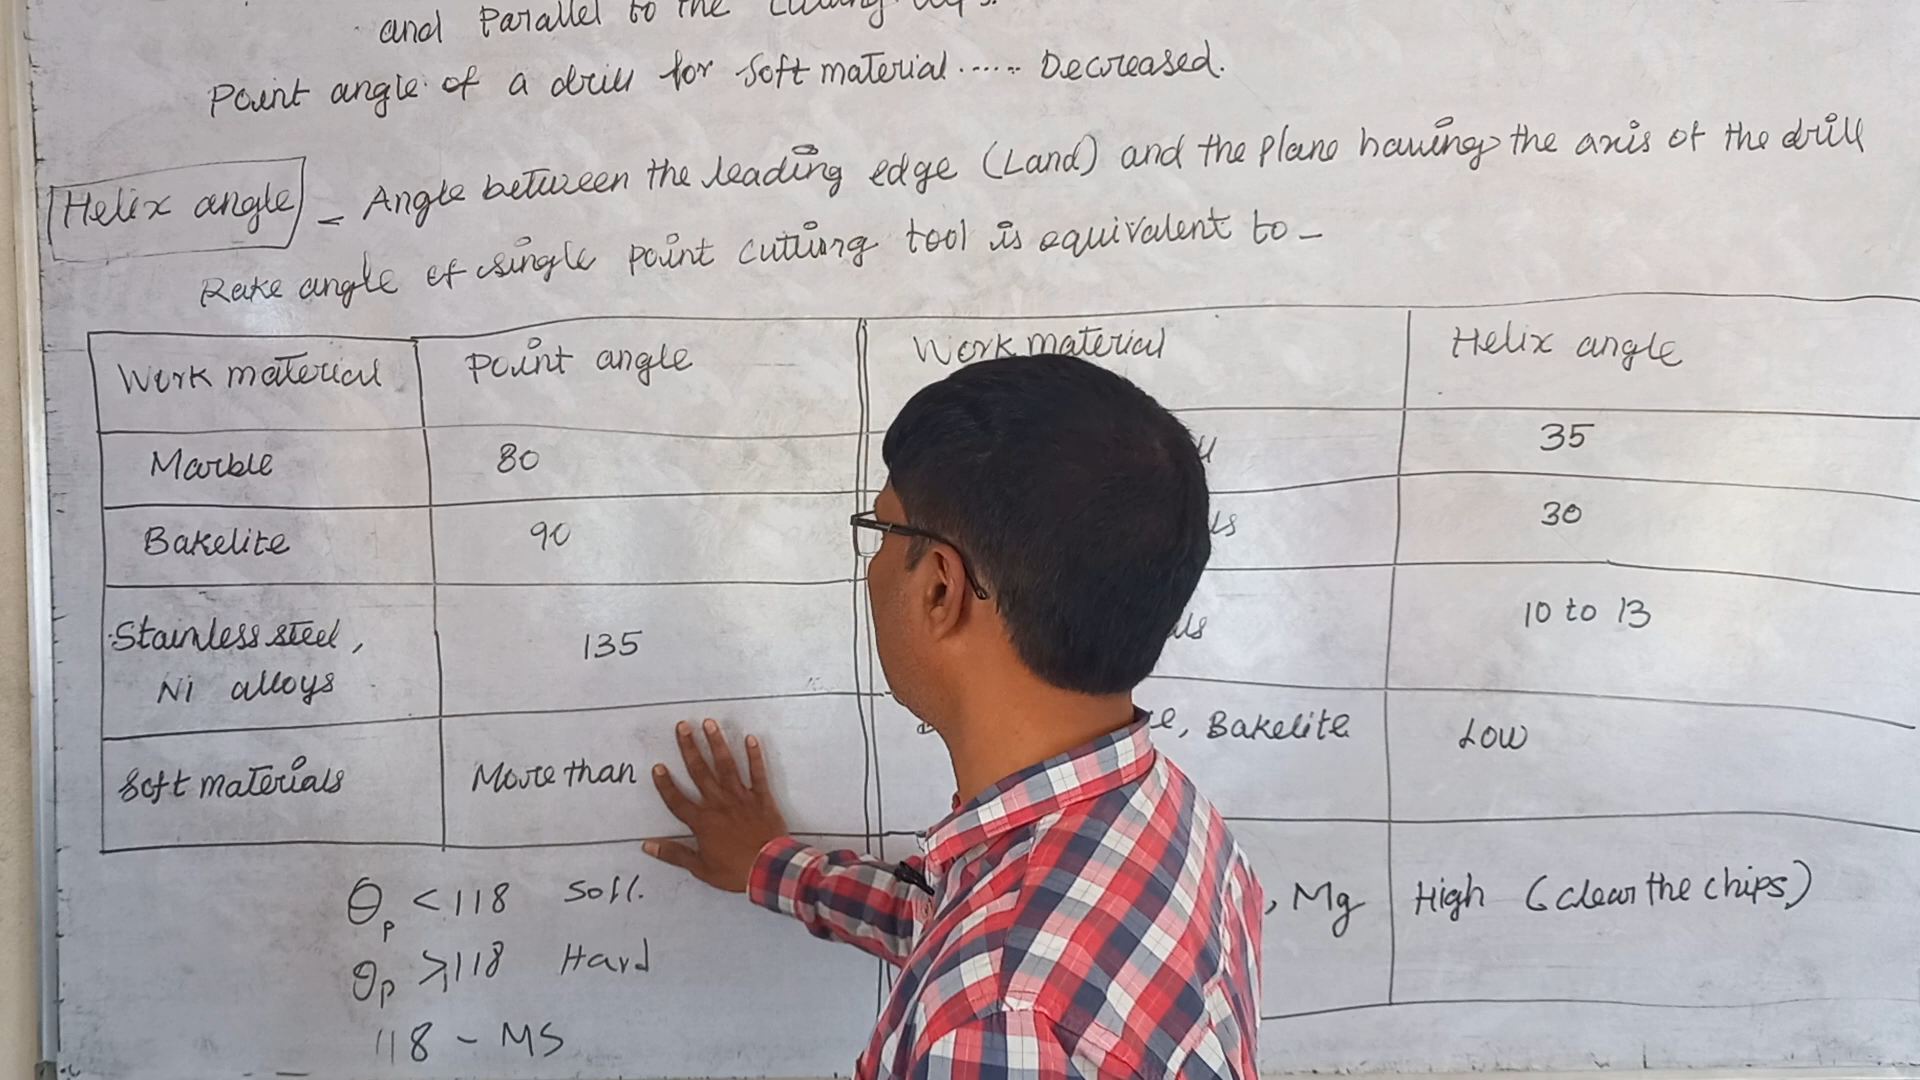 and Parallel to the cutting lips.
Point angle of a drill for Soft material ...... Decreased.
Helix angle - Angle between the leading edge (Land) and the Plane having the axis of the drill
Rake angle of single point cutting tool is equivalent to -
Work material Point angle Work material Helix angle
Marble 80 35
Bakelite 90 30
Stainless steel, 135 10 to 13
Ni alloys
, Bakelite Low
Soft materials More than
, Mg High (clear the chips)
θp < 118 Soft.
θp > 118 Hard
118 - MS